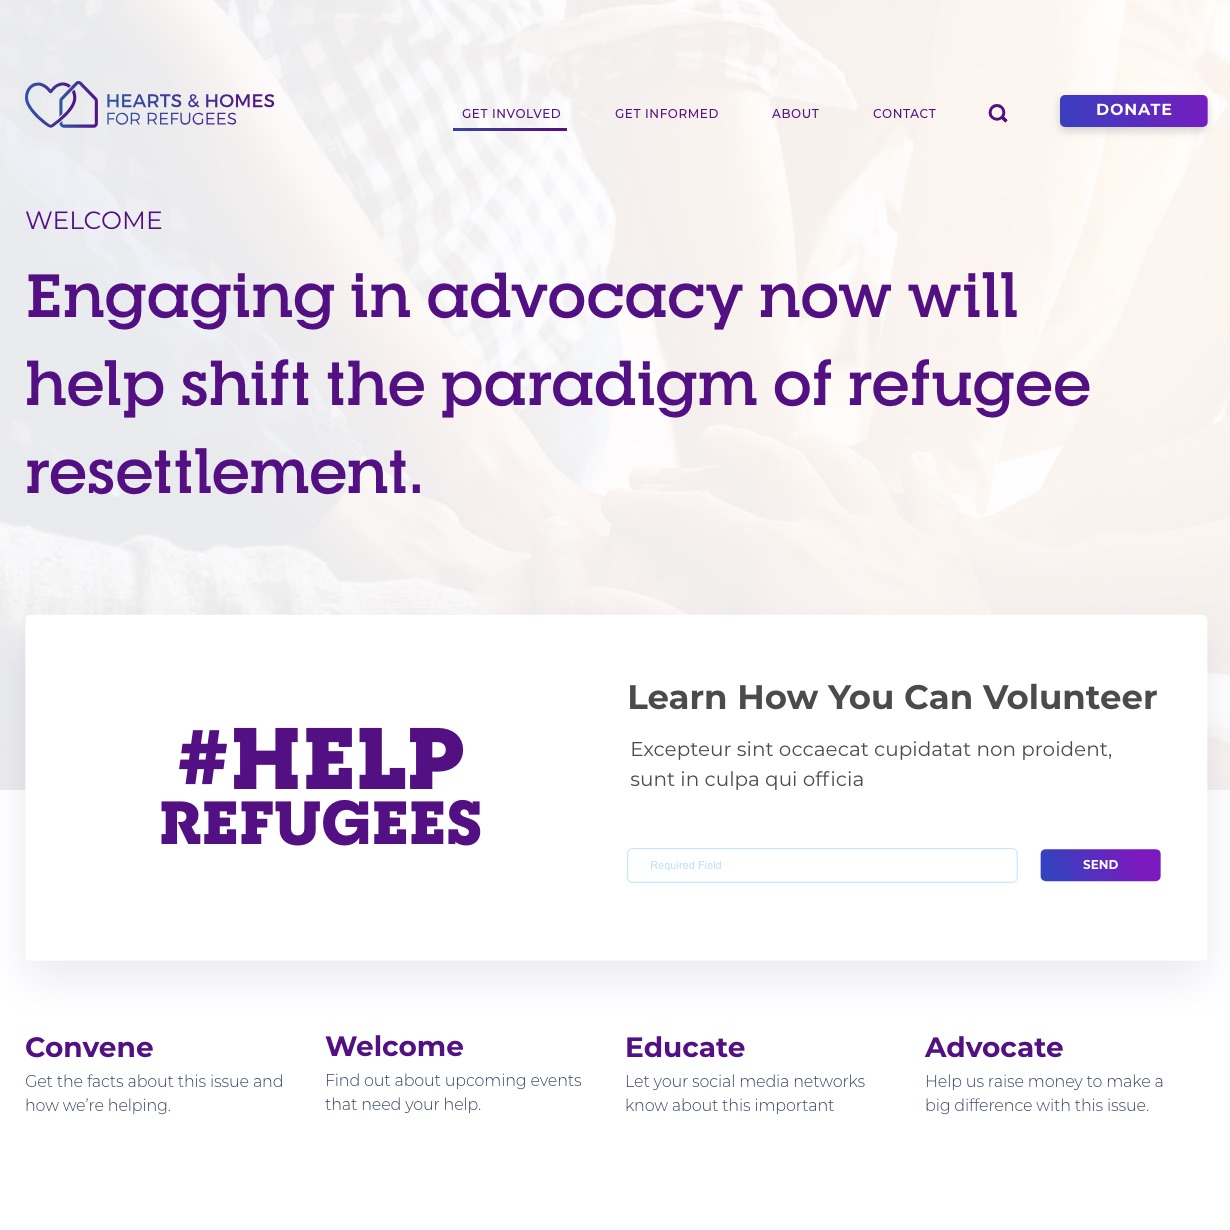 HEARTS & HOMES
FOR REFUGEES
GET INVOLVED
GET INFORMED
ABOUT
CONTACT
DONATE
WELCOME
Engaging in advocacy now will
help shift the paradigm of refugee
resettlement.
#HELP
REFUGEES
Learn How You Can Volunteer
Excepteur sint occaecat cupidatat non proident,
sunt in culpa qui officia
Required Field
SEND
Convene
Get the facts about this issue and
how we’re helping.
Welcome
Find out about upcoming events
that need your help.
Educate
Let your social media networks
know about this important
Advocate
Help us raise money to make a
big difference with this issue.